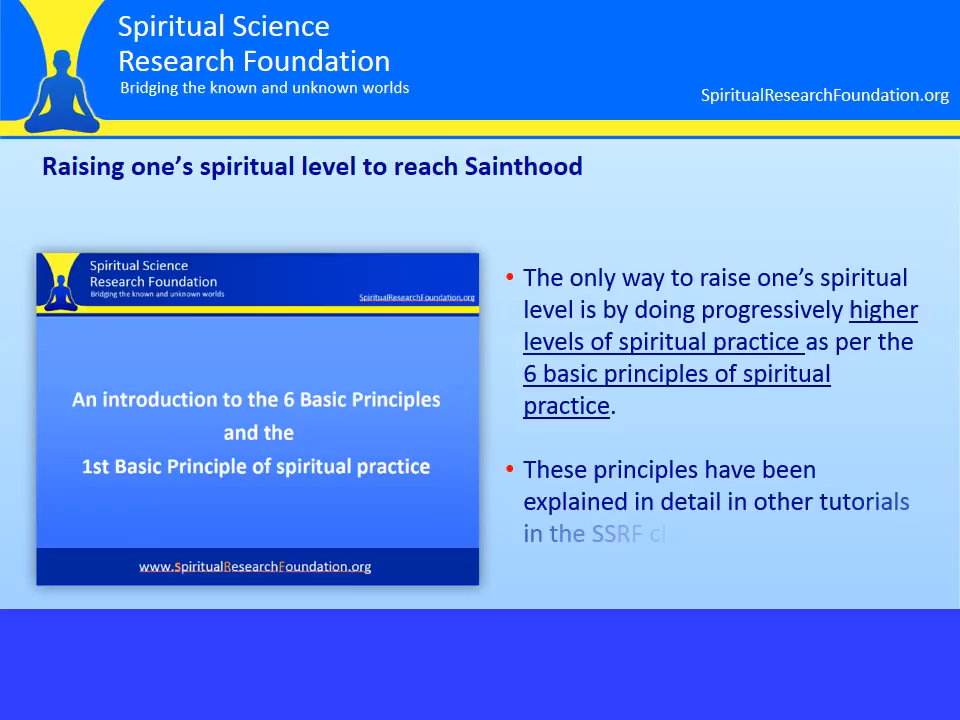 Spiritual Science
Research Foundation
Bridging the known and unknown worlds
SpiritualResearchFoundation.org
Raising one’s spiritual level to reach Sainthood
Spiritual Science
Research Foundation
Bridging the known and unknown worlds
SpiritualResearchFoundation.org
An introduction to the 6 Basic Principles
and the
1st Basic Principle of spiritual practice
www.SpiritualResearchFoundation.org
• The only way to raise one’s spiritual
level is by doing progressively higher
levels of spiritual practice as per the
6 basic principles of spiritual
practice.
• These principles have been
explained in detail in other tutorials
in the SSRF